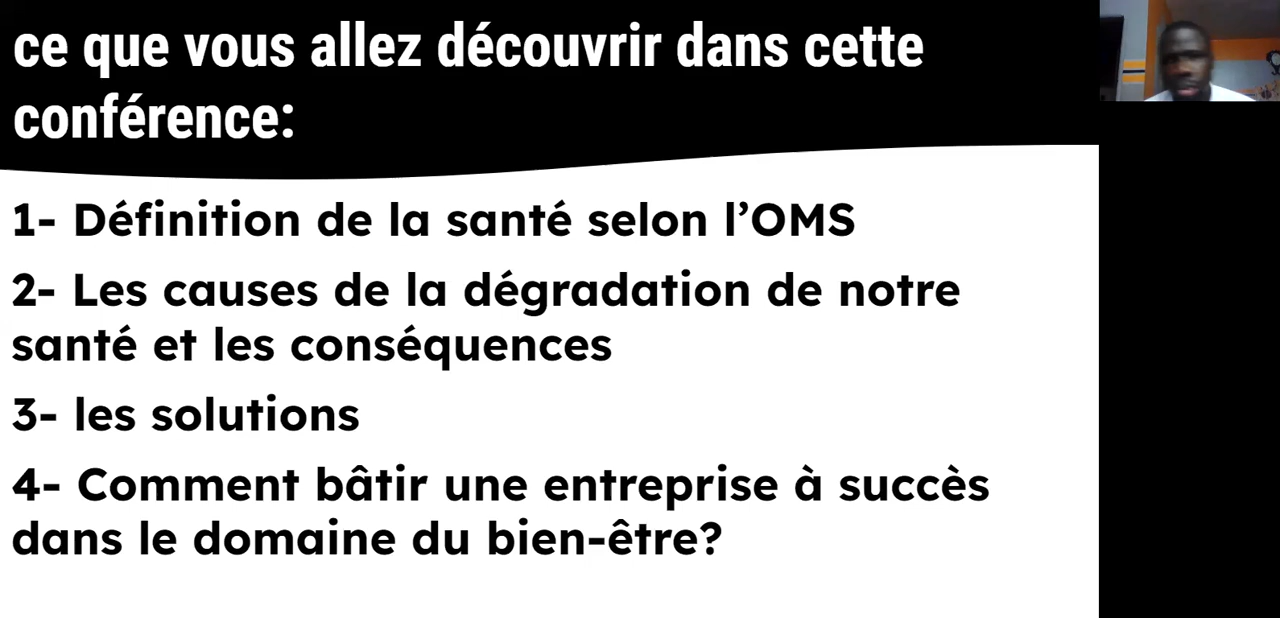 ce que vous allez découvrir dans cette
conférence:
1- Définition de la santé selon l’OMS
2- Les causes de la dégradation de notre
santé et les conséquences
3- les solutions
4- Comment bâtir une entreprise à succès
dans le domaine du bien-être?